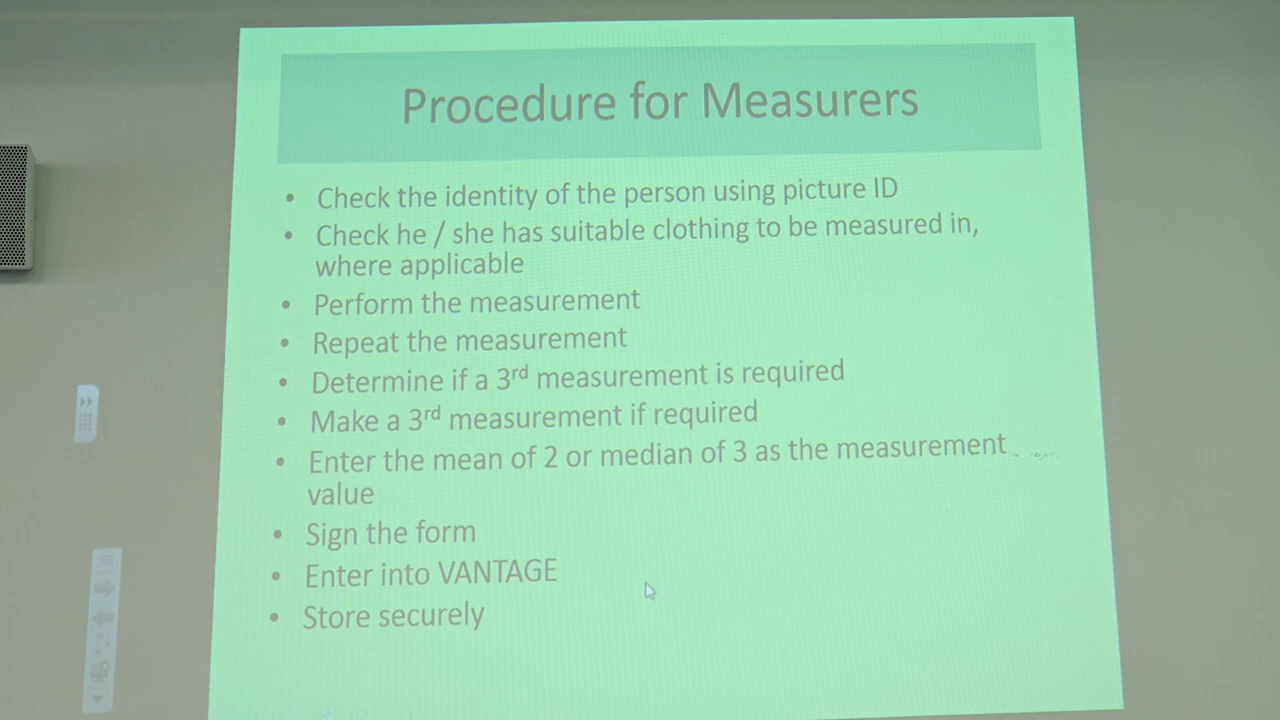 Procedure for Measurers
• Check the identity of the person using picture ID
• Check he / she has suitable clothing to be measured in,
where applicable
• Perform the measurement
• Repeat the measurement
• Determine if a 3rd measurement is required
• Make a 3rd measurement if required
• Enter the mean of 2 or median of 3 as the measurement
value
• Sign the form
• Enter into VANTAGE
• Store securely